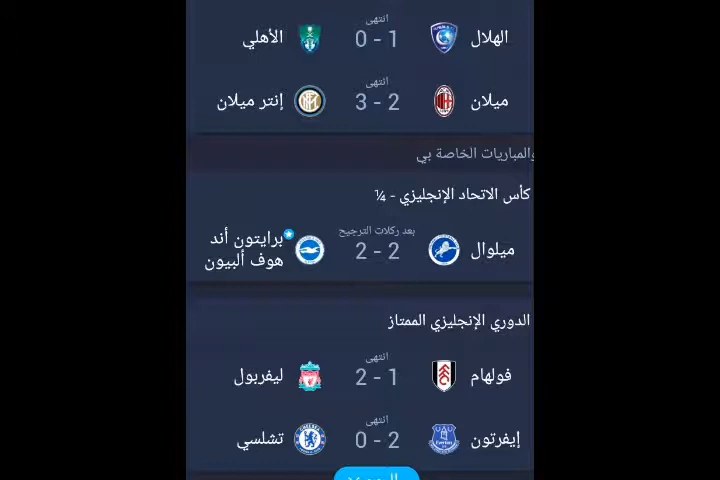 انتهى
الهلال 1 - 0 الأهلي
انتهى
ميلان 2 - 3 إنتر ميلان
والمباريات الخاصة بي
كأس الاتحاد الإنجليزي - ¼
بعد ركلات الترجيح
ميلوال 2 - 2 برايتون أند
هوف ألبيون
الدوري الإنجليزي الممتاز
انتهى
فولهام 1 - 2 ليفربول
انتهى
إيفرتون 2 - 0 تشلسي